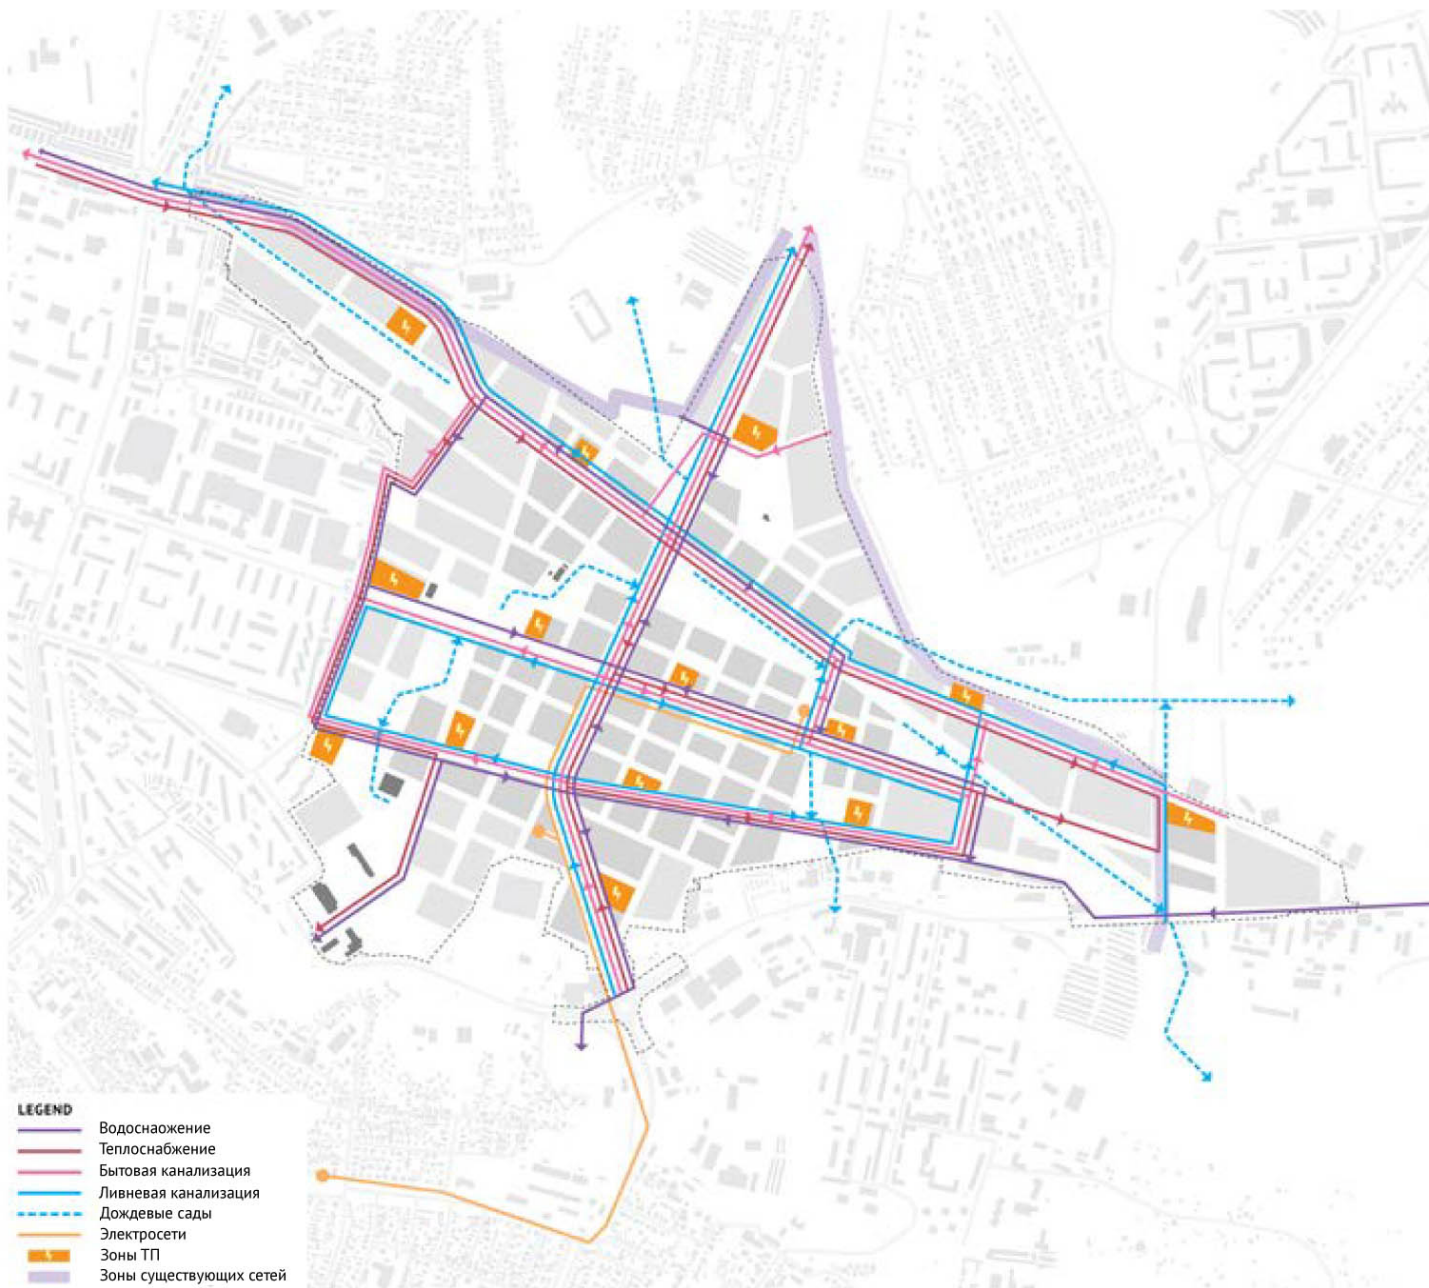 LEGEND
Водоснаожение
Теплоснабжение
Бытовая канализация
Ливневая канализация
Дождевые сады
Электросети
Зоны ТП
Зоны существующих сетей